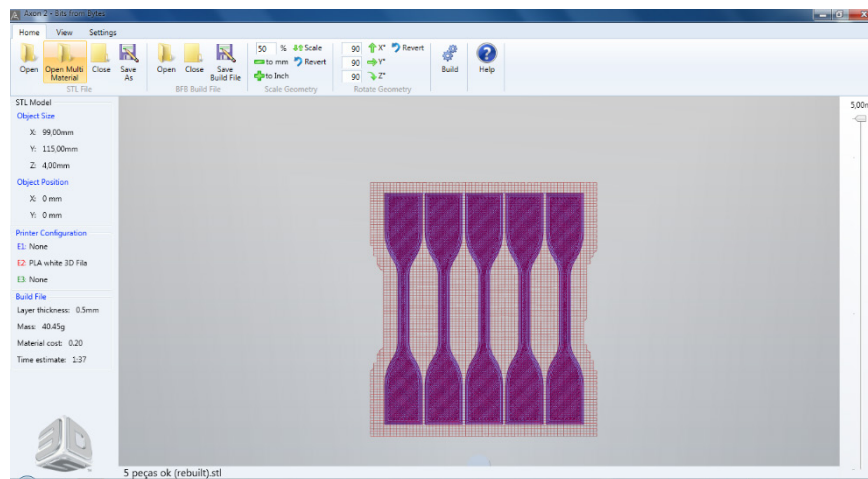 Axon 2 - Bits from Bytes
Home View Settings
50 % Scale 90 X° Revert
Open Open Multi Material Close Save As Open Close Save Build File to mm Revert 90 Y° Build Help
to Inch 90 Z°
STL File BFB Build File Scale Geometry Rotate Geometry
STL Model
Object Size
X: 99,00mm
Y: 115,00mm
Z: 4,00mm
Object Position
X: 0 mm
Y: 0 mm
Printer Configuration
E1: None
E2: PLA white 3D Fila
E3: None
Build File
Layer thickness: 0.5mm
Mass: 40.45g
Material cost: 0.20
Time estimate: 1:37
5,00m
3DS
5 peças ok (rebuilt).stl